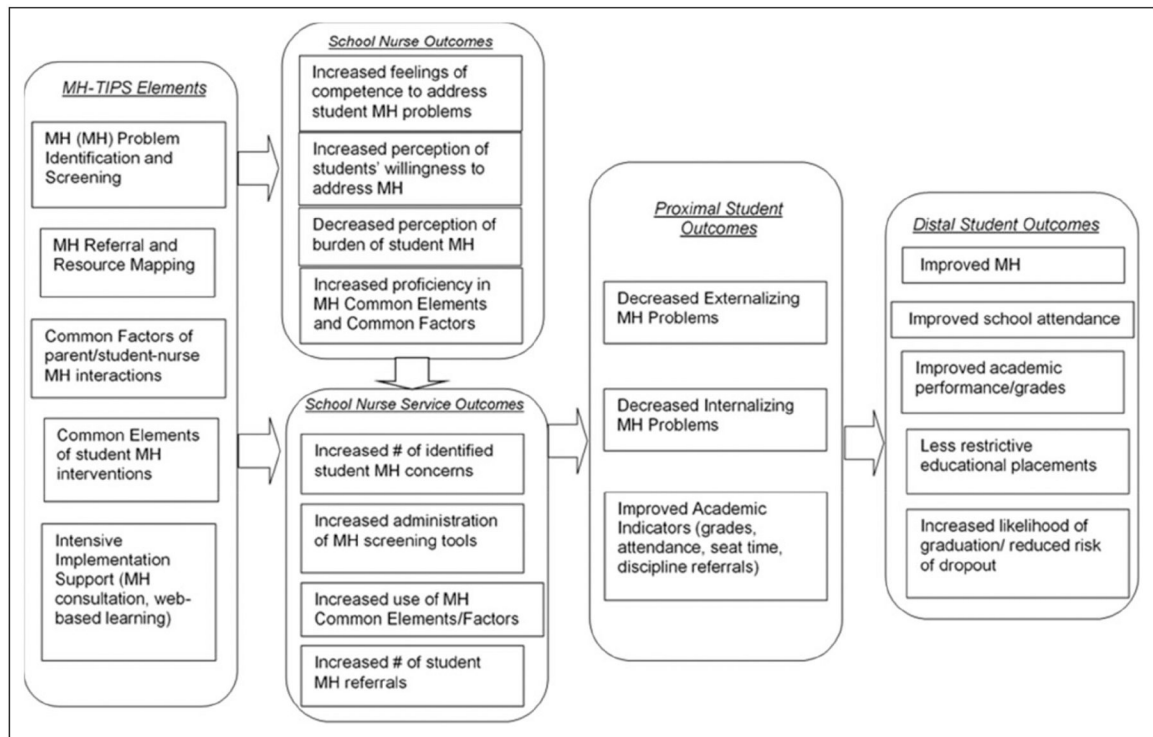 MH-TIPS Elements
MH (MH) Problem
Identification and
Screening
MH Referral and
Resource Mapping
Common Factors of
parent/student-nurse
MH interactions
Common Elements
of student MH
interventions
Intensive
Implementation
Support (MH
consultation, web-
based learning)
School Nurse Outcomes
Increased feelings of
competence to address
student MH problems
Increased perception of
students' willingness to
address MH
Decreased perception of
burden of student MH
Increased proficiency in
MH Common Elements
and Common Factors
School Nurse Service Outcomes
Increased # of identified
student MH concerns
Increased administration
of MH screening tools
Increased use of MH
Common Elements/Factors
Increased # of student
MH referrals
Proximal Student
Outcomes
Decreased Externalizing
MH Problems
Decreased Internalizing
MH Problems
Improved Academic
Indicators (grades,
attendance, seat time,
discipline referrals)
Distal Student Outcomes
Improved MH
Improved school attendance
Improved academic
performance/grades
Less restrictive
educational placements
Increased likelihood of
graduation/ reduced risk
of dropout